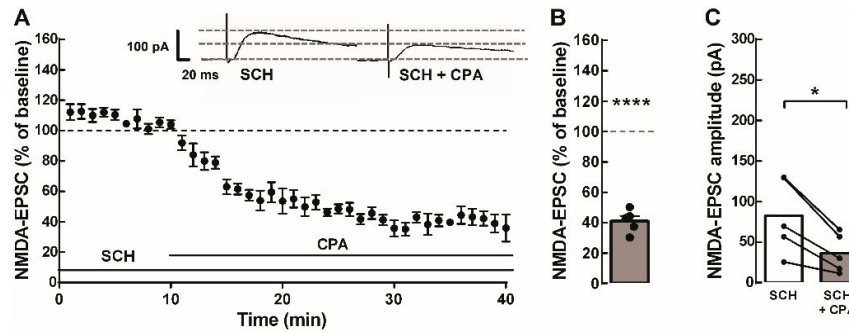 A
NMDA-EPSC (% of baseline)
160
140
120
100
80
60
40
20
0
100 pA
20 ms
SCH
SCH + CPA
SCH
CPA
0
10
20
30
40
Time (min)
B
NMDA-EPSC (% of baseline)
160
140
120
100
80
60
40
20
0
****
C
NMDA-EPSC amplitude (pA)
300
250
200
150
100
50
0
*
SCH
SCH
+ CPA